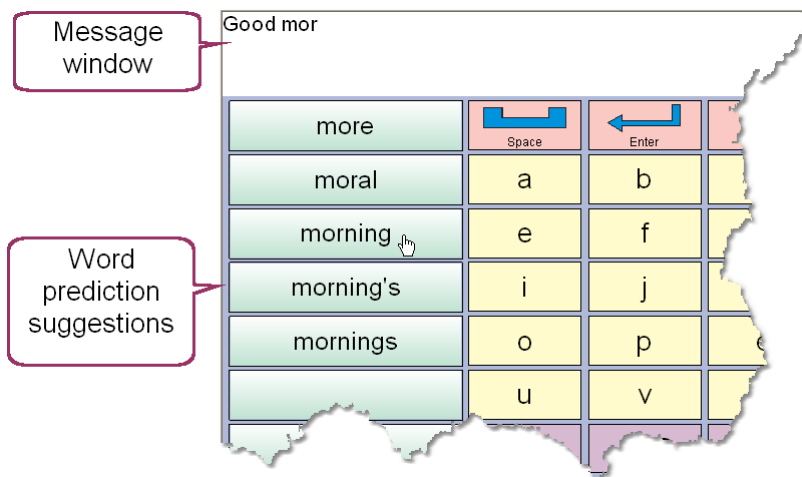 Message
window
Good mor
more
Space
Enter
moral
a
b
morning
e
f
Word
prediction
suggestions
morning's
i
j
mornings
o
p
u
v